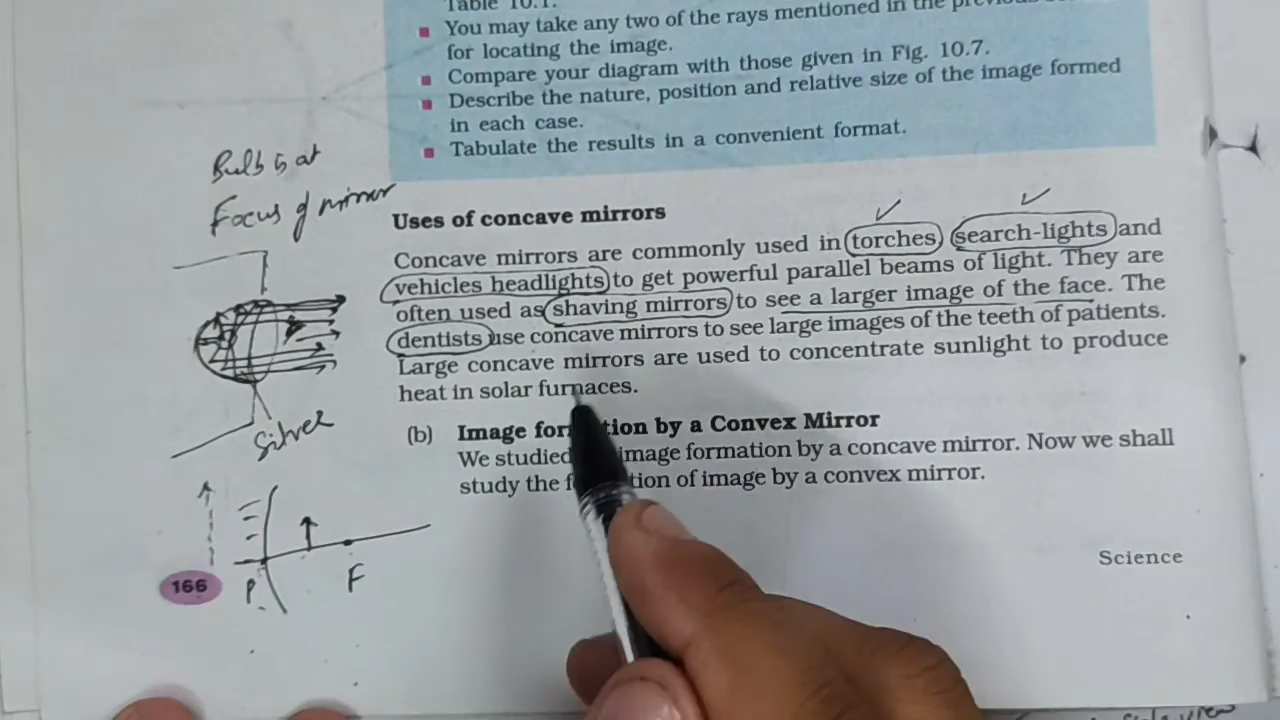 Table 10.1.
■ You may take any two of the rays mentioned in the
for locating the image.
■ Compare your diagram with those given in Fig. 10.7.
■ Describe the nature, position and relative size of the image formed
in each case.
■ Tabulate the results in a convenient format.
Bulb is at
Focus of mirror
Uses of concave mirrors
Concave mirrors are commonly used in torches, search-lights and
vehicles headlights to get powerful parallel beams of light. They are
often used as shaving mirrors to see a larger image of the face. The
dentists use concave mirrors to see large images of the teeth of patients.
Large concave mirrors are used to concentrate sunlight to produce
heat in solar furnaces.
Silver
(b) Image formation by a Convex Mirror
We studied image formation by a concave mirror. Now we shall
study the image by a convex mirror.
P
F
166
Science